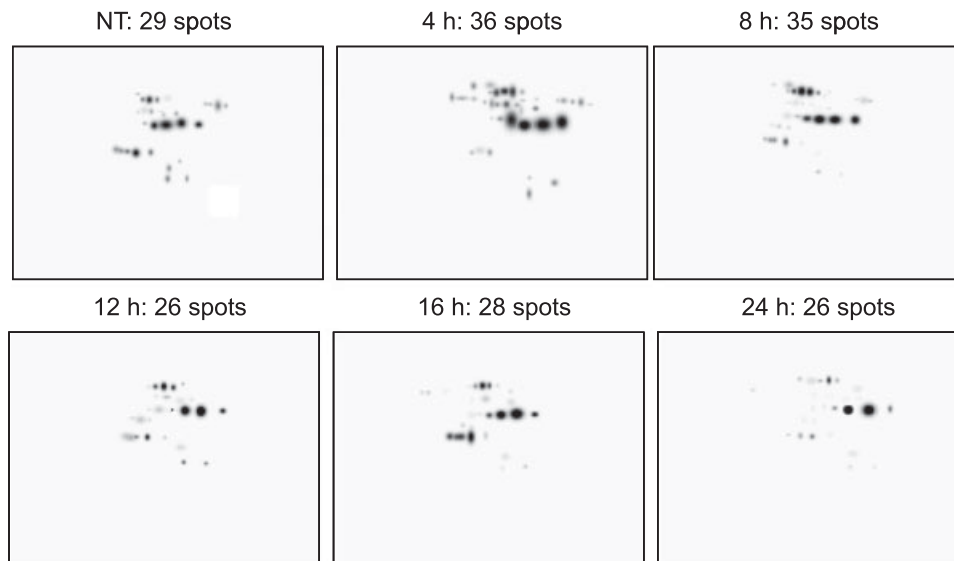 NT: 29 spots
4 h: 36 spots
8 h: 35 spots
12 h: 26 spots
16 h: 28 spots
24 h: 26 spots